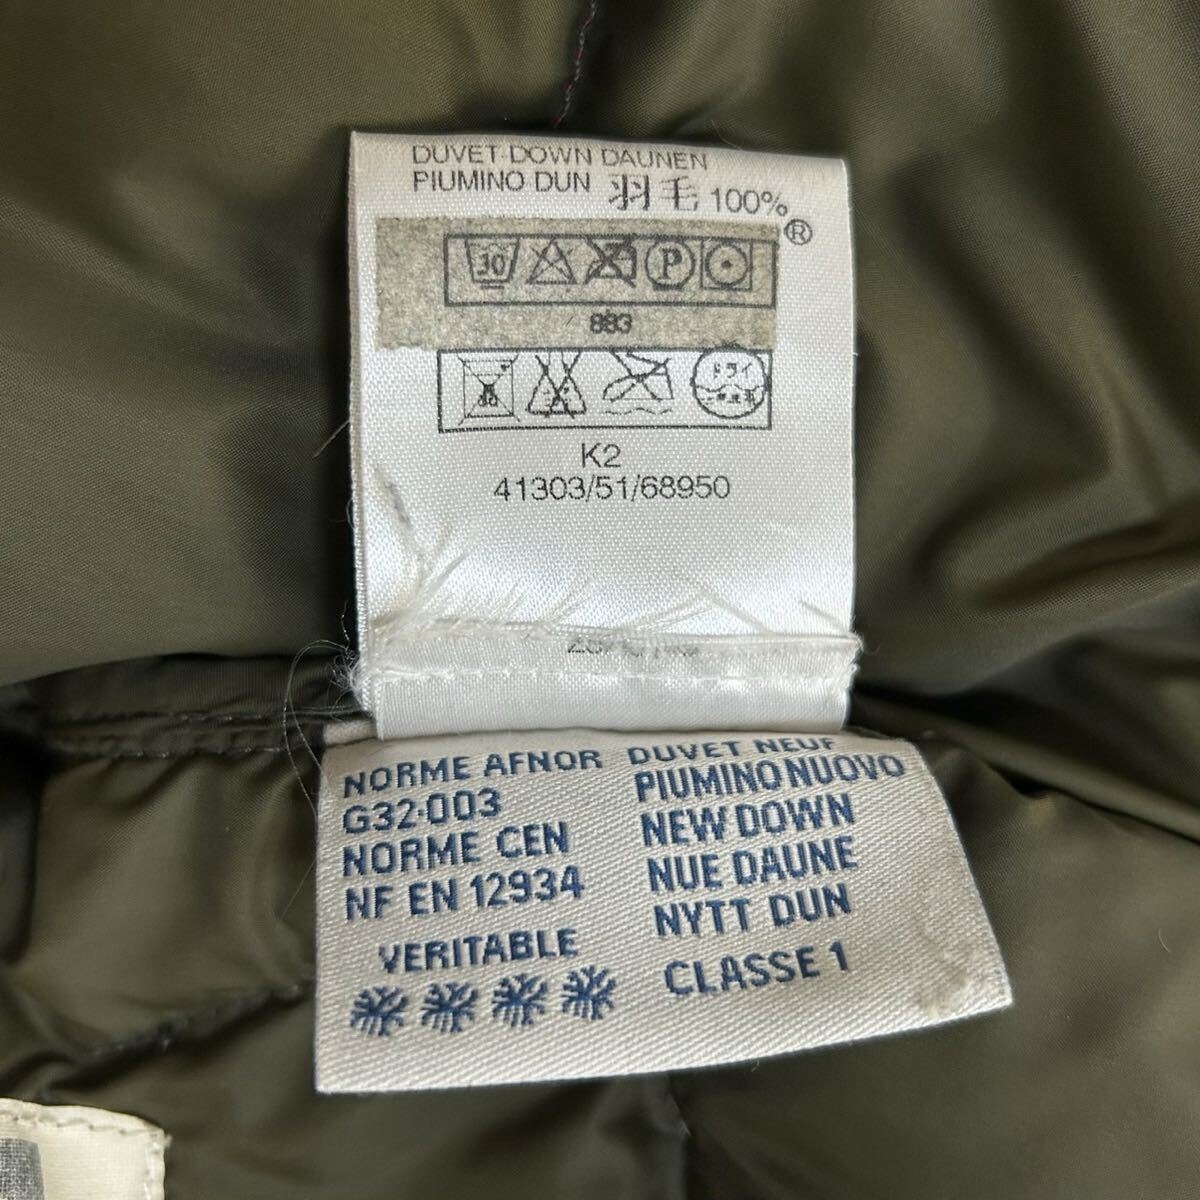 DUVET-DOWN DAUNEN
PIUMINO DUN 羽毛 100%
®
30 P
883
ドライ
K2
41303/51/68950
NORME AFNOR
G32-003
NORME CEN
NF EN 12934
VERITABLE
DUVET NEUF
PIUMINO NUOVO
NEW DOWN
NUE DAUNE
NYTT DUN
CLASSE 1